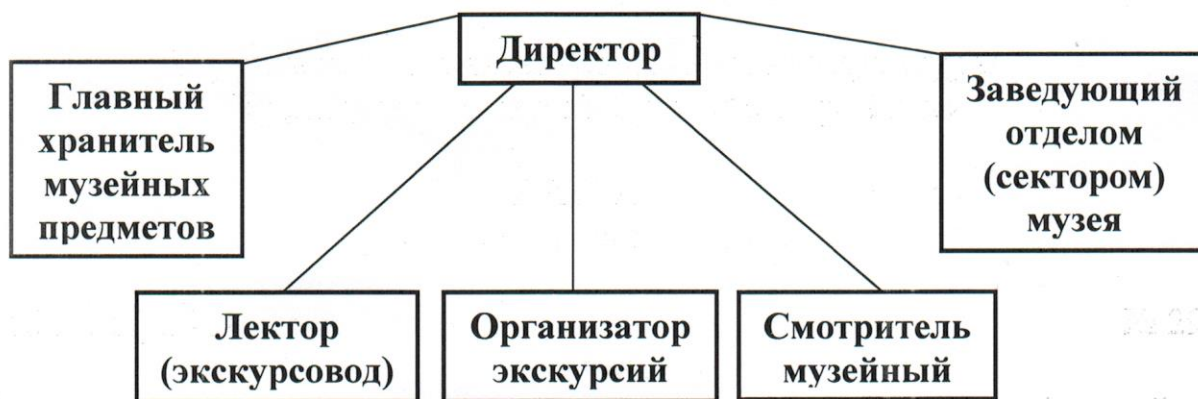 Директор
Главный
хранитель
музейных
предметов
Заведующий
отделом
(сектором)
музея
Лектор
(экскурсовод)
Организатор
экскурсий
Смотритель
музейный